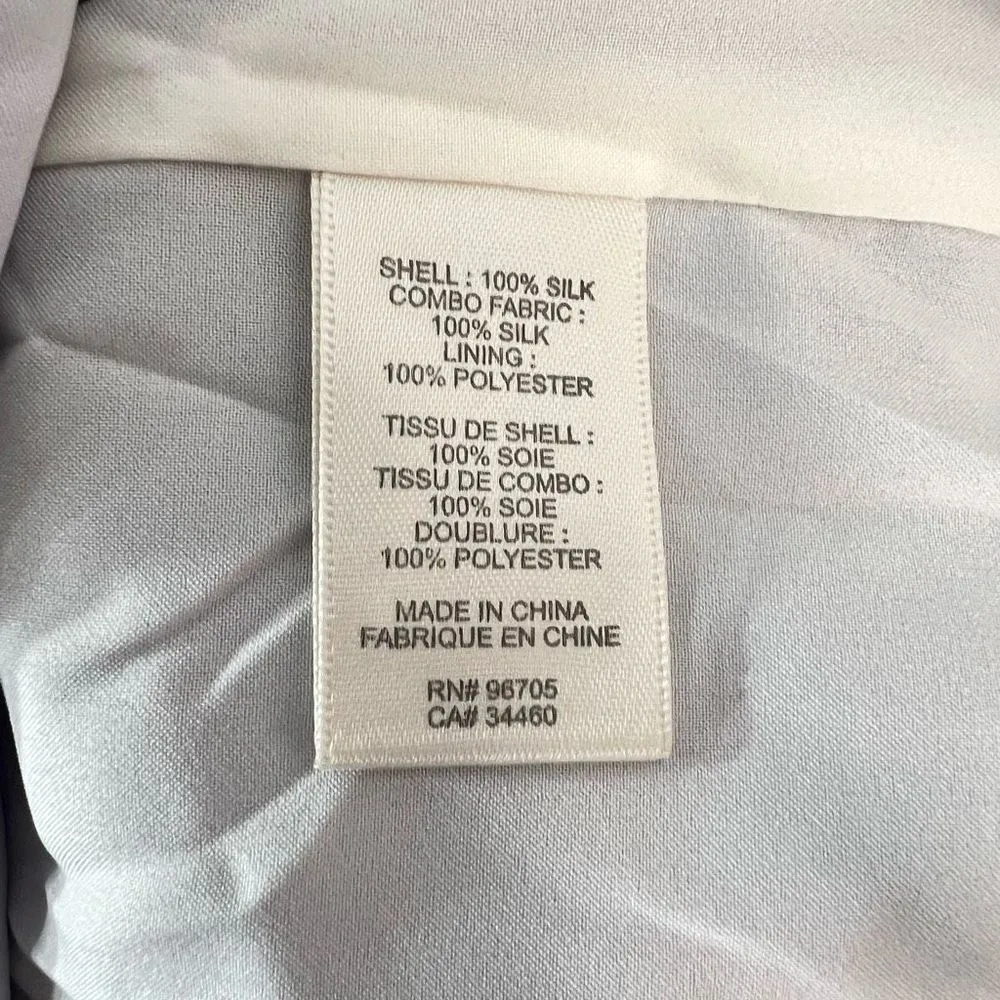 SHELL : 100% SILK
COMBO FABRIC :
100% SILK
LINING :
100% POLYESTER
TISSU DE SHELL :
100% SOIE
TISSU DE COMBO :
100% SOIE
DOUBLURE :
100% POLYESTER
MADE IN CHINA
FABRIQUE EN CHINE
RN# 96705
CA# 34460